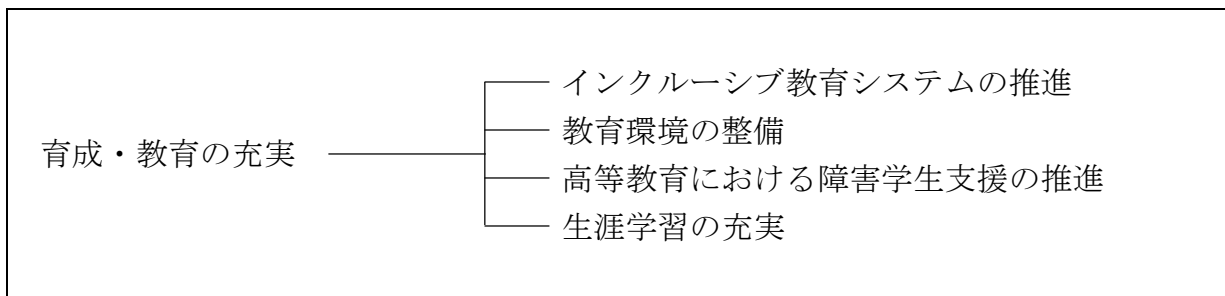 インクルーシブ教育システムの推進
教育環境の整備
育成・教育の充実
高等教育における障害学生支援の推進
生涯学習の充実